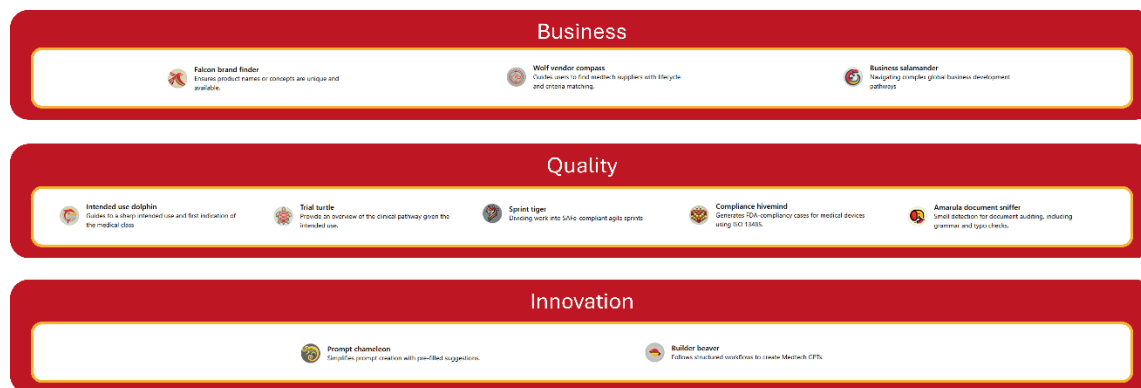 Business
Falcon brand finder
Ensures product names or concepts are unique and
available.
Wolf vendor compass
Guides users to find medtech suppliers with lifecycle
and criteria matching.
Business salamander
Navigating complex global business development
pathways
Quality
Intended use dolphin
Guides to a sharp intended use and first indication of
the medical class
Trial turtle
Provide an overview of the clinical pathway given the
intended use.
Sprint tiger
Dividing work into SAFe-compliant agile sprints
Compliance hivemind
Generates FDA-compliancy cases for medical devices
using ISO 13485.
Amarula document sniffer
Smell detection for document auditing, including
grammar and typo checks.
Innovation
Prompt chameleon
Simplifies prompt creation with pre-filled suggestions.
Builder beaver
Follows structured workflows to create Medtech GPTs.